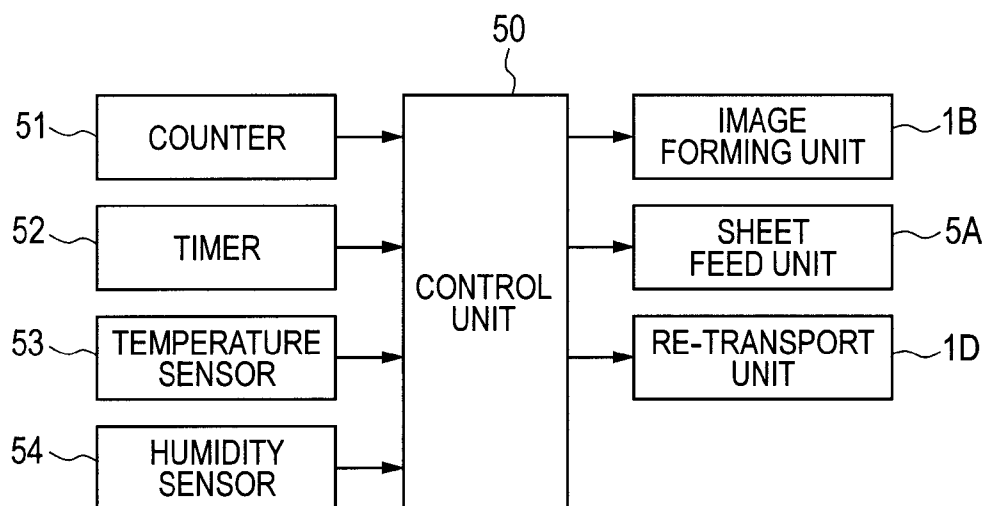 50
51
COUNTER
52
TIMER
53
TEMPERATURE
SENSOR
54
HUMIDITY
SENSOR
CONTROL
UNIT
IMAGE
FORMING UNIT
1B
SHEET
FEED UNIT
5A
RE-TRANSPORT
UNIT
1D